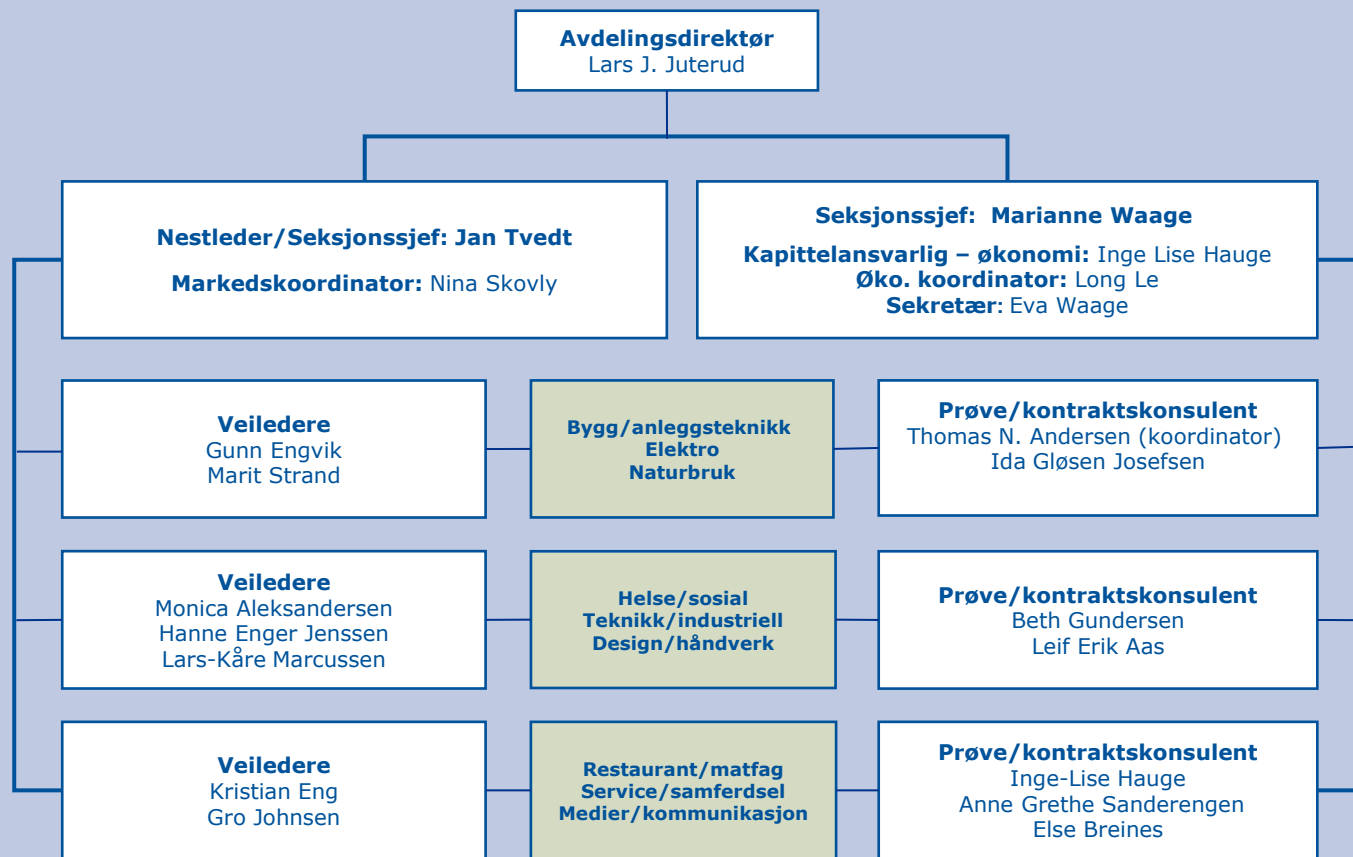 Avdelingsdirektør
Lars J. Juterud
Nestleder/Seksjonssjef: Jan Tvedt
Markedskoordinator: Nina Skovly
Seksjonssjef: Marianne Waage
Kapittelansvarlig – økonomi: Inge Lise Hauge
Øko. koordinator: Long Le
Sekretær: Eva Waage
Veiledere
Gunn Engvik
Marit Strand
Bygg/anleggsteknikk
Elektro
Naturbruk
Prøve/kontraktskonsulent
Thomas N. Andersen (koordinator)
Ida Gløsen Josefsen
Veiledere
Monica Aleksandersen
Hanne Enger Jenssen
Lars-Kåre Marcussen
Helse/sosial
Teknikk/industriell
Design/håndverk
Prøve/kontraktskonsulent
Beth Gundersen
Leif Erik Aas
Veiledere
Kristian Eng
Gro Johnsen
Restaurant/matfag
Service/samferdsel
Medier/kommunikasjon
Prøve/kontraktskonsulent
Inge-Lise Hauge
Anne Grethe Sanderengen
Else Breines